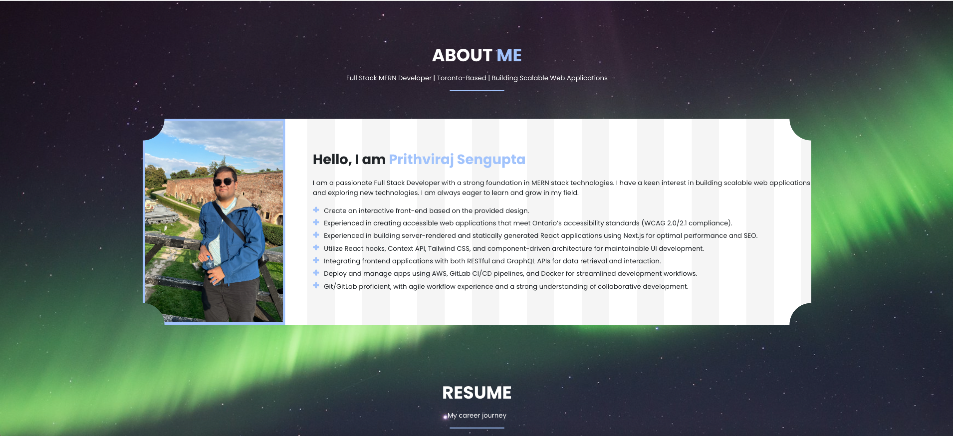 ABOUT ME
Full Stack MERN Developer | Toronto-Based | Building Scalable Web Applications
Hello, I am Prithviraj Sengupta
I am a passionate Full Stack Developer with a strong foundation in MERN stack technologies. I have a keen interest in building scalable web applications
and exploring new technologies. I am always eager to learn and grow in my field.
Create an interactive front-end based on the provided design.
Experienced in creating accessible web applications that meet Ontario's accessibility standards (WCAG 2.0/2.1 compliance).
Experienced in building server-rendered and statically generated React applications using Next.js for optimal performance and SEO.
Utilize React hooks, Context API, Tailwind CSS, and component-driven architecture for maintainable UI development.
Integrating frontend applications with both RESTful and GraphQL APIs for data retrieval and interaction.
Deploy and manage apps using AWS, GitLab CI/CD pipelines, and Docker for streamlined development workflows.
Git/GitLab proficient, with agile workflow experience and a strong understanding of collaborative development.
RESUME
My career journey